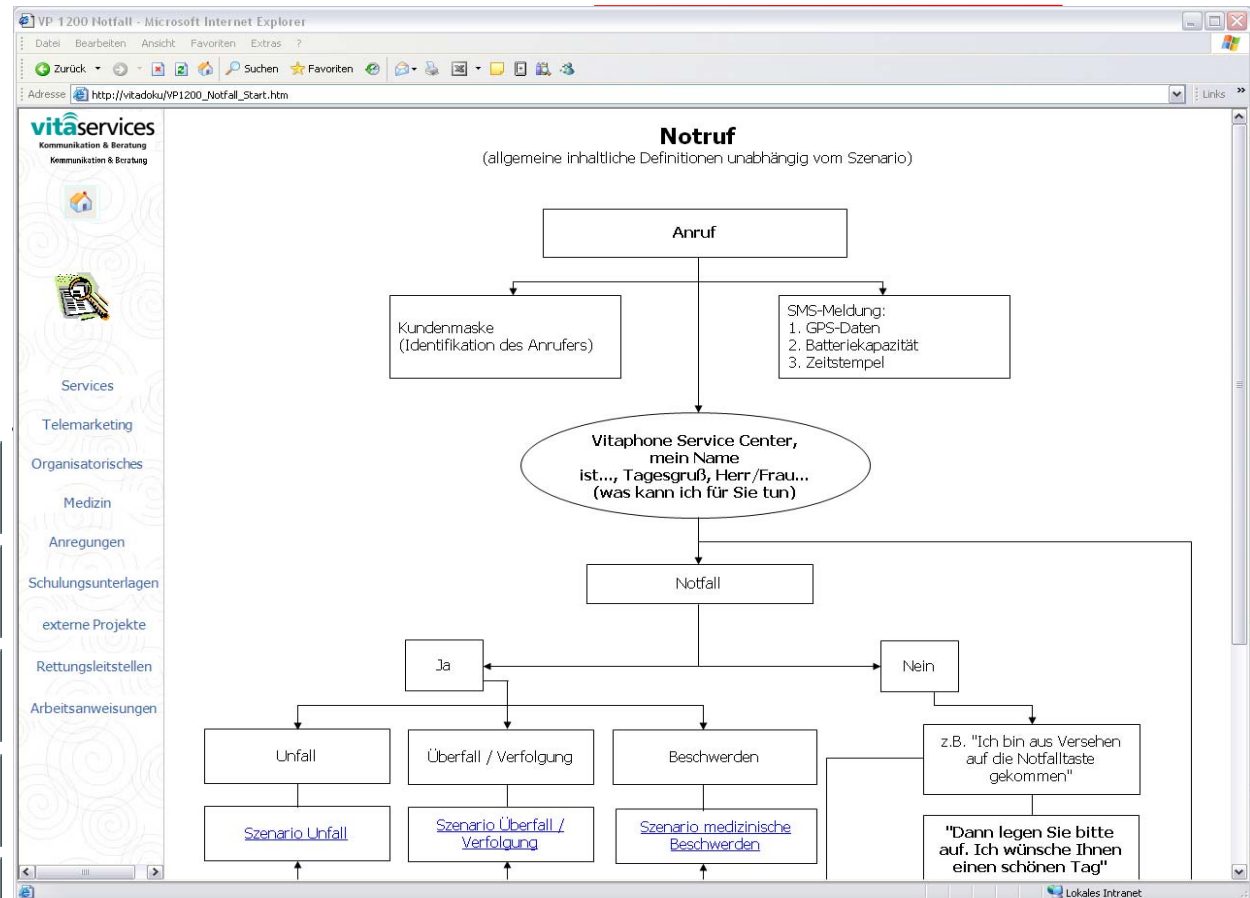 VP 1200 Notfall - Microsoft Internet Explorer
Datei Bearbeiten Ansicht Favoriten Extras ?
Zurück Suchen Favoriten
Adresse http://vitadoku/VP1200_Notfall_Start.htm Links
vitaservices
Kommunikation & Beratung
Kommunikation & Beratung
Services
Telemarketing
Organisatorisches
Medizin
Anregungen
Schulungsunterlagen
externe Projekte
Rettungsleitstellen
Arbeitsanweisungen
Notruf
(allgemeine inhaltliche Definitionen unabhängig vom Szenario)
Anruf
Kundenmaske
(Identifikation des Anrufers)
SMS-Meldung:
1. GPS-Daten
2. Batteriekapazität
3. Zeitstempel
Vitaphone Service Center,
mein Name
ist..., Tagesgruß, Herr/Frau...
(was kann ich für Sie tun)
Notfall
Ja
Nein
Unfall
Überfall / Verfolgung
Beschwerden
z.B. "Ich bin aus Versehen
auf die Notfalltaste
gekommen"
Szenario Unfall
Szenario Überfall /
Verfolgung
Szenario medizinische
Beschwerden
"Dann legen Sie bitte
auf. Ich wünsche Ihnen
einen schönen Tag"
Lokales Intranet